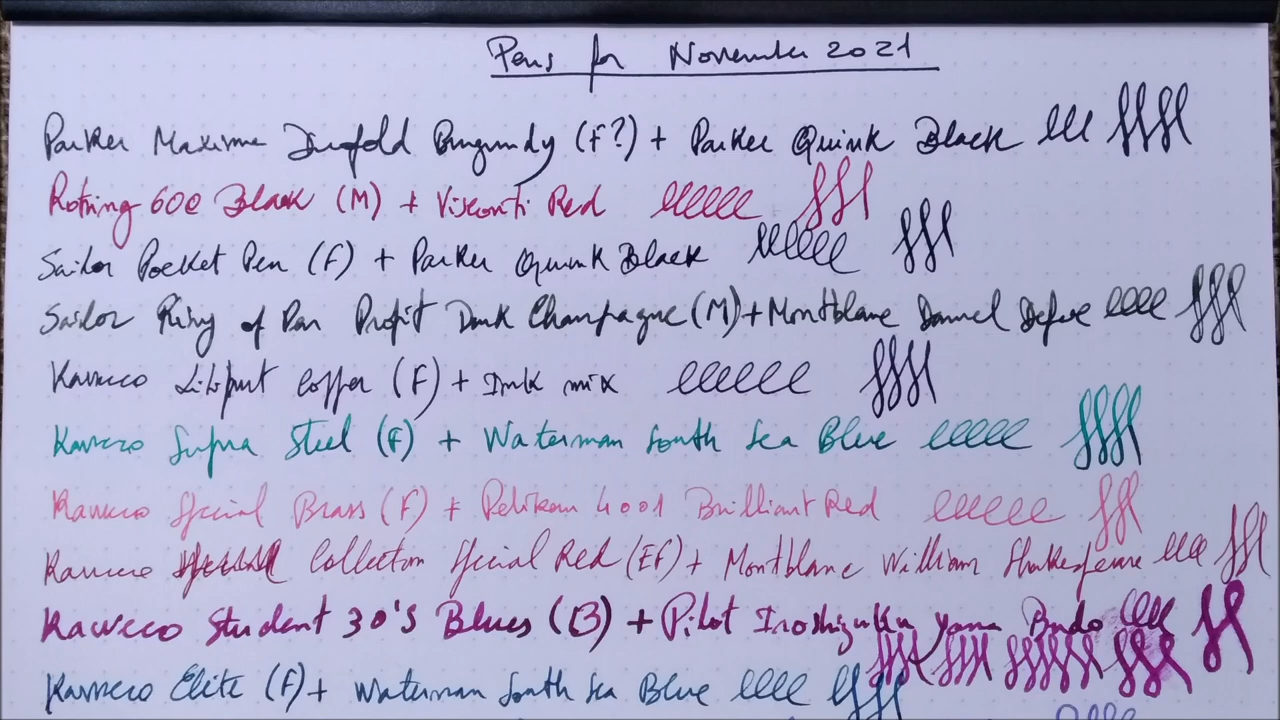 Pens for November 2021
Parker Maxima Duofold Burgundy (F?) + Parker Quink Black
Rotring 600 Black (M) + Visconti Red
Sailor Pocket Pen (F) + Parker Quink Black
Sailor King of Pen Profit Dark Champagne (M) + Montblanc Daniel Defoe
Kaweco Liliput Copper (F) + Ink mix
Kaweco Supra Steel (F) + Waterman South Sea Blue
Kaweco Special Brass (F) + Pelikan 4001 Brilliant Red
Kaweco Collection Special Red (EF) + Montblanc William Shakespeare
Kaweco Student 30's Blues (B) + Pilot Iroshizuku yama Budo
Kaweco Elite (F) + Waterman South Sea Blue